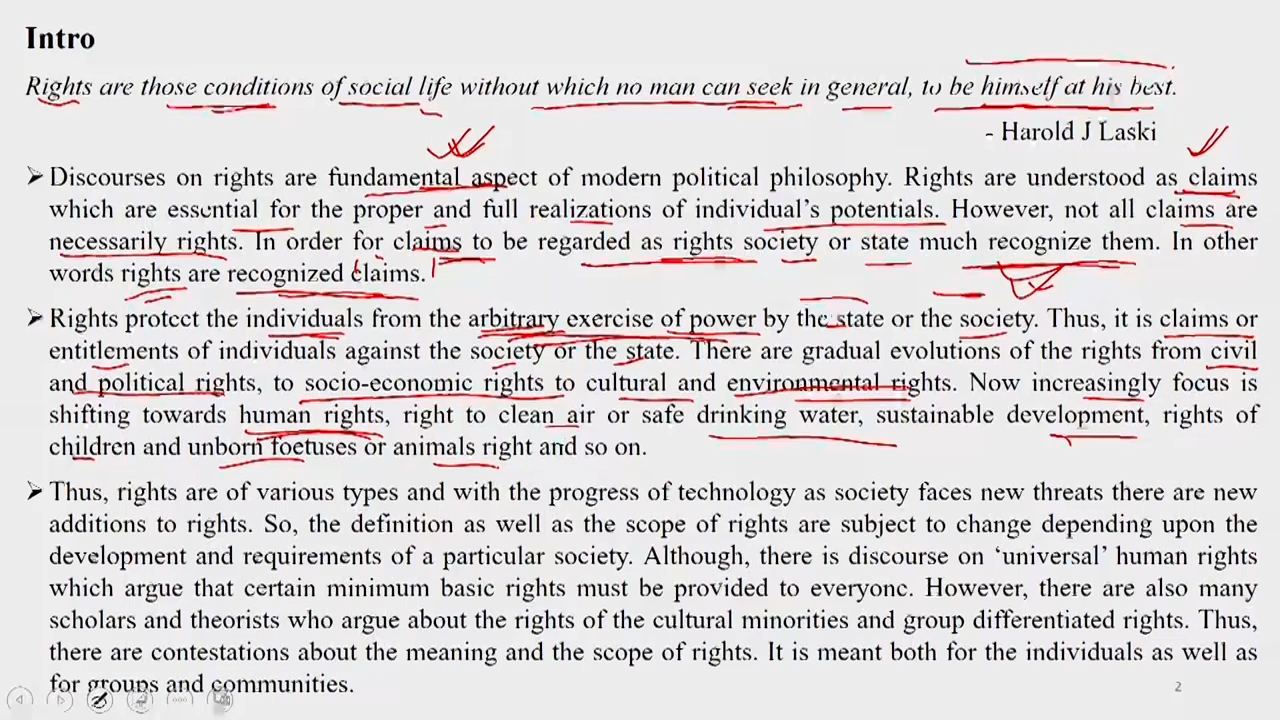 Intro
Rights are those conditions of social life without which no man can seek in general, to be himself at his best.
- Harold J Laski
➢ Discourses on rights are fundamental aspect of modern political philosophy. Rights are understood as claims
which are essential for the proper and full realizations of individual's potentials. However, not all claims are
necessarily rights. In order for claims to be regarded as rights society or state much recognize them. In other
words rights are recognized claims.
➢ Rights protect the individuals from the arbitrary exercise of power by the state or the society. Thus, it is claims or
entitlements of individuals against the society or the state. There are gradual evolutions of the rights from civil
and political rights, to socio-economic rights to cultural and environmental rights. Now increasingly focus is
shifting towards human rights, right to clean air or safe drinking water, sustainable development, rights of
children and unborn foetuses or animals right and so on.
➢ Thus, rights are of various types and with the progress of technology as society faces new threats there are new
additions to rights. So, the definition as well as the scope of rights are subject to change depending upon the
development and requirements of a particular society. Although, there is discourse on 'universal' human rights
which argue that certain minimum basic rights must be provided to everyone. However, there are also many
scholars and theorists who argue about the rights of the cultural minorities and group differentiated rights. Thus,
there are contestations about the meaning and the scope of rights. It is meant both for the individuals as well as
for groups and communities.
2